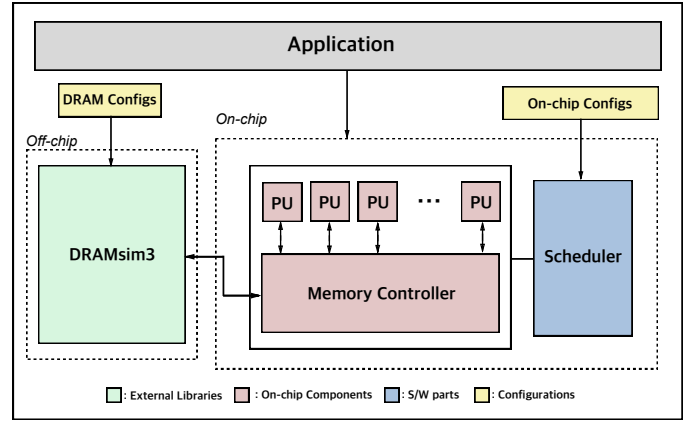 Application
DRAM Configs
On-chip Configs
On-chip
Off-chip
PU PU PU ... PU
DRAMsim3
Scheduler
Memory Controller
: External Libraries : On-chip Components : S/W parts : Configurations